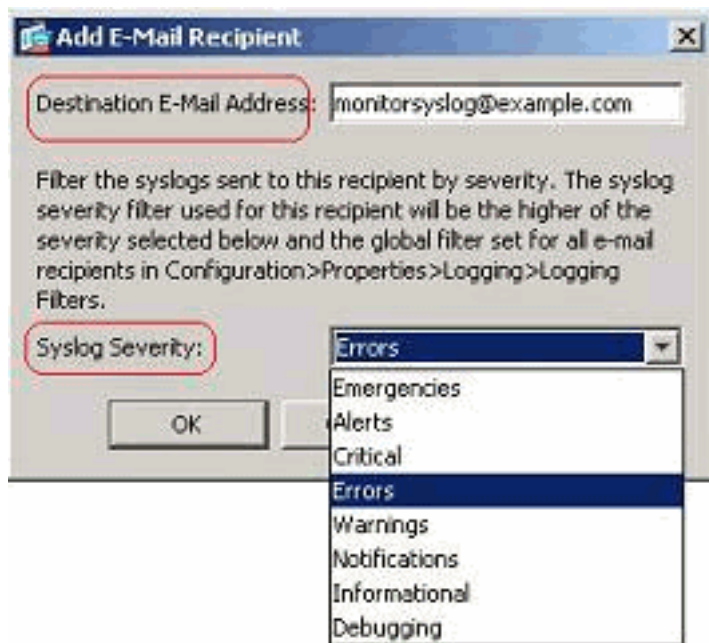 Add E-Mail Recipient
Destination E-Mail Address: monitorsyslog@example.com
Filter the syslogs sent to this recipient by severity. The syslog
severity filter used for this recipient will be the higher of the
severity selected below and the global filter set for all e-mail
recipients in Configuration>Properties>Logging>Logging
Filters.
Syslog Severity: Errors
Emergencies
OK Alerts
Critical
Errors
Warnings
Notifications
Informational
Debugging